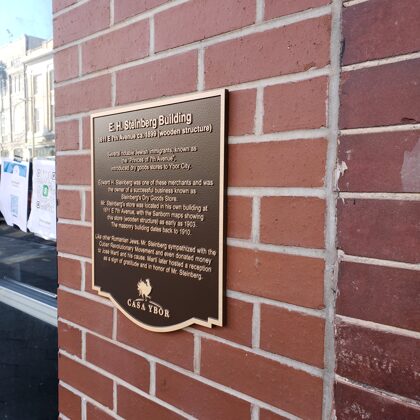 E. H. Steinberg Building
1811 E 7th Avenue ca. 1899 (wooden structure)
Several notable Jewish immigrants, known as
the "Princes of 7th Avenue",
introduced dry goods stores to Ybor City.
Edward H. Steinberg was one of these merchants and was
the owner of a successful business known as
Steinberg's Dry Goods Store.
Mr. Steinberg's store was located in his own building at
1811 E 7th Avenue, with the Sanborn maps showing
this store (wooden structure) as early as 1903.
The masonry building dates back to 1910.
Like other Rumanian Jews, Mr. Steinberg sympathized with the
Cuban Revolutionary Movement and even donated money
to José Martí and his cause. Martí later hosted a reception
as a sign of gratitude and in honor of Mr. Steinberg.
CASA YBOR